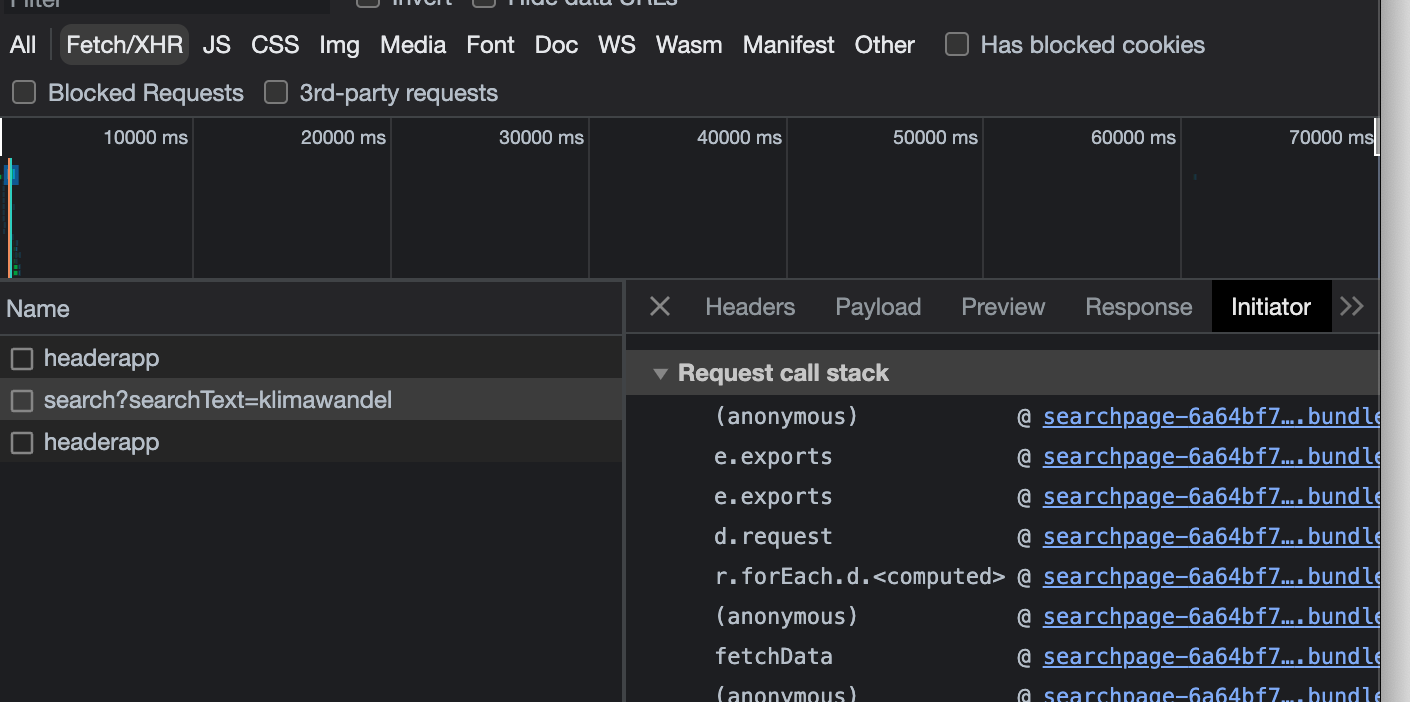 Filter Invert Hide data URLs
All Fetch/XHR JS CSS Img Media Font Doc WS Wasm Manifest Other Has blocked cookies
Blocked Requests 3rd-party requests
10000 ms 20000 ms 30000 ms 40000 ms 50000 ms 60000 ms 70000 ms
Name
headerapp
search?searchText=klimawandel
headerapp
Headers Payload Preview Response Initiator
Request call stack
(anonymous) @ searchpage-6a64bf7….bundle
e.exports @ searchpage-6a64bf7….bundle
e.exports @ searchpage-6a64bf7….bundle
d.request @ searchpage-6a64bf7….bundle
r.forEach.d.<computed> @ searchpage-6a64bf7….bundle
(anonymous) @ searchpage-6a64bf7….bundle
fetchData @ searchpage-6a64bf7….bundle
(anonymous) @ searchpage-6a64bf7….bundle